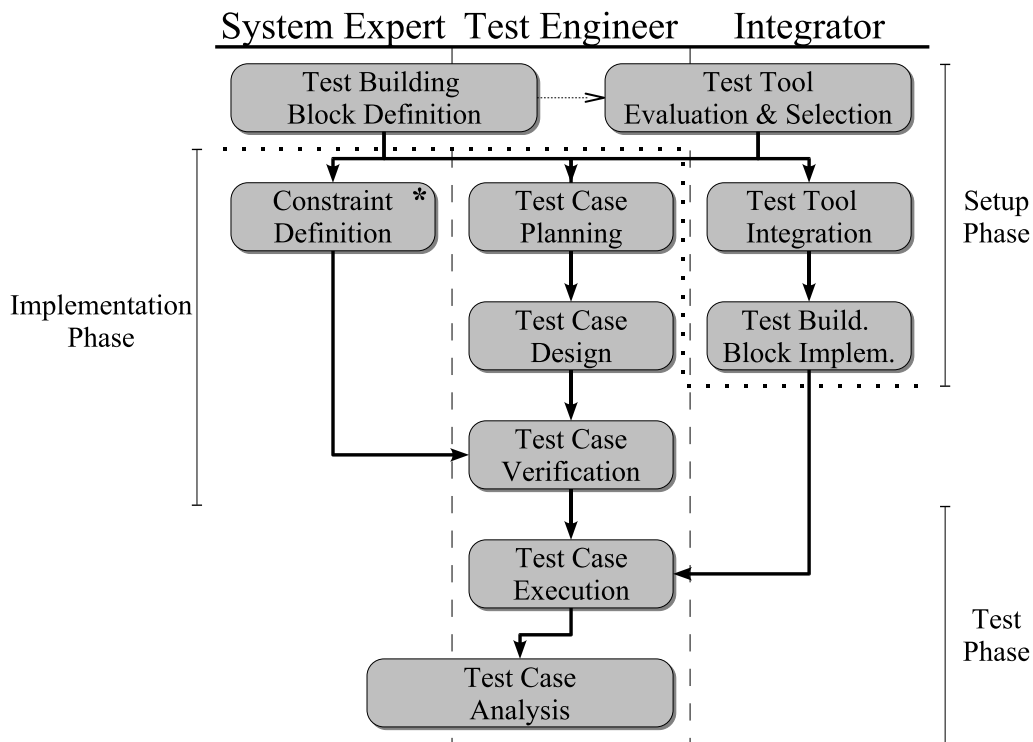 System Expert
Test Engineer
Integrator
Test Building
Block Definition
Test Tool
Evaluation & Selection
Constraint *
Definition
Test Case
Planning
Test Tool
Integration
Setup
Phase
Implementation
Phase
Test Case
Design
Test Build.
Block Implem.
Test Case
Verification
Test Case
Execution
Test
Phase
Test Case
Analysis